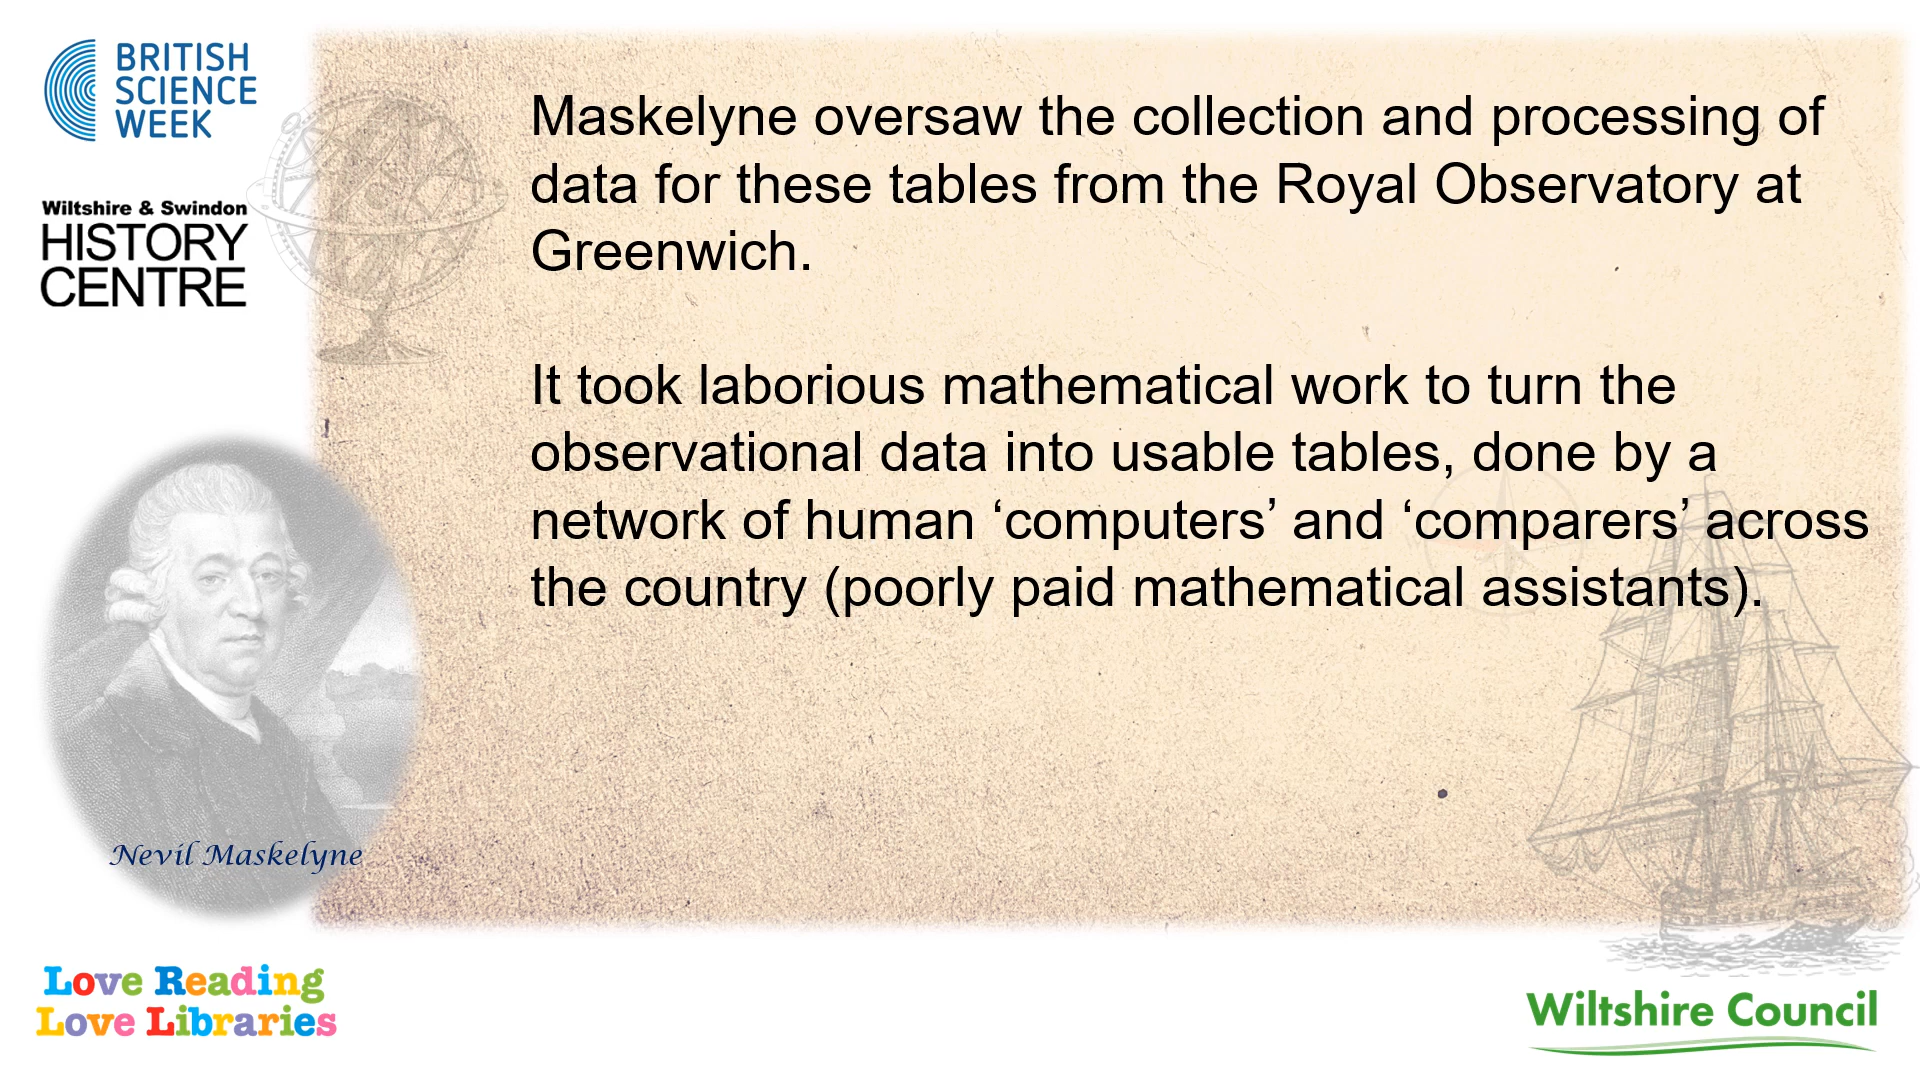 BRITISH
SCIENCE
WEEK
Wiltshire & Swindon
HISTORY
CENTRE
Maskelyne oversaw the collection and processing of
data for these tables from the Royal Observatory at
Greenwich.
It took laborious mathematical work to turn the
observational data into usable tables, done by a
network of human ‘computers’ and ‘comparers’ across
the country (poorly paid mathematical assistants).
Nevil Maskelyne
Love Reading
Love Libraries
Wiltshire Council